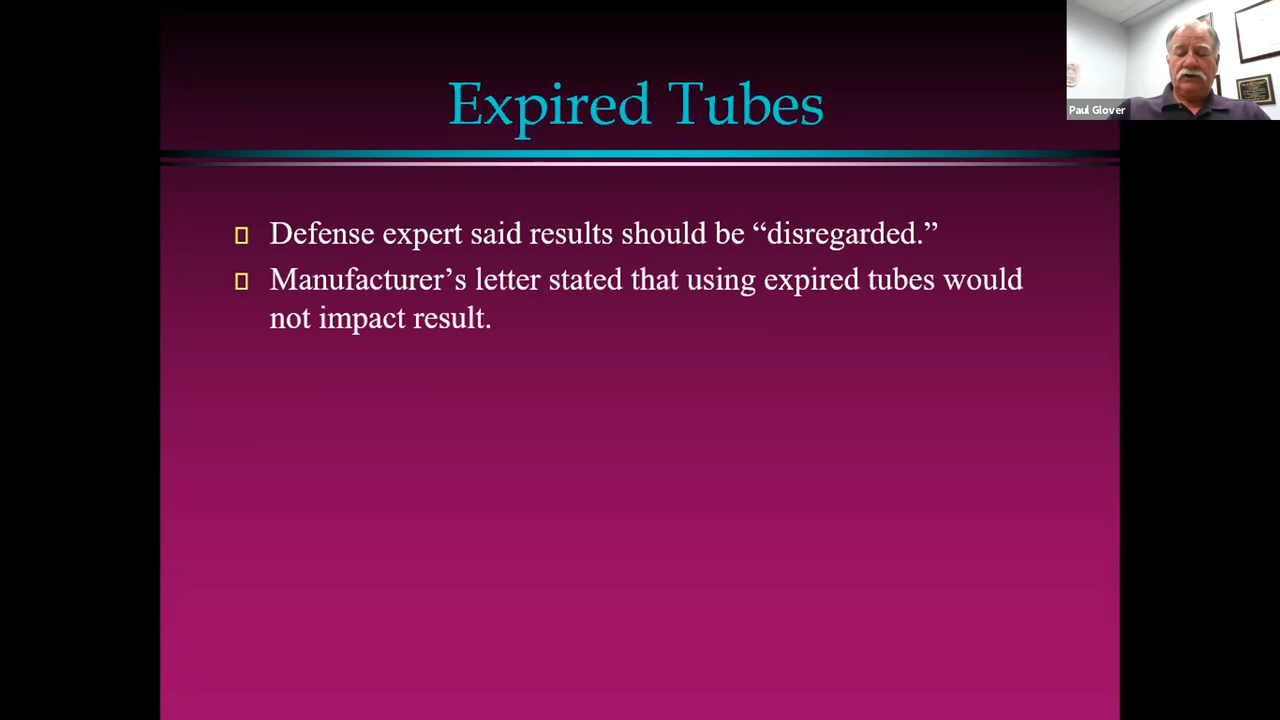 Expired Tubes
Paul Glover
Defense expert said results should be “disregarded.”
Manufacturer’s letter stated that using expired tubes would
not impact result.